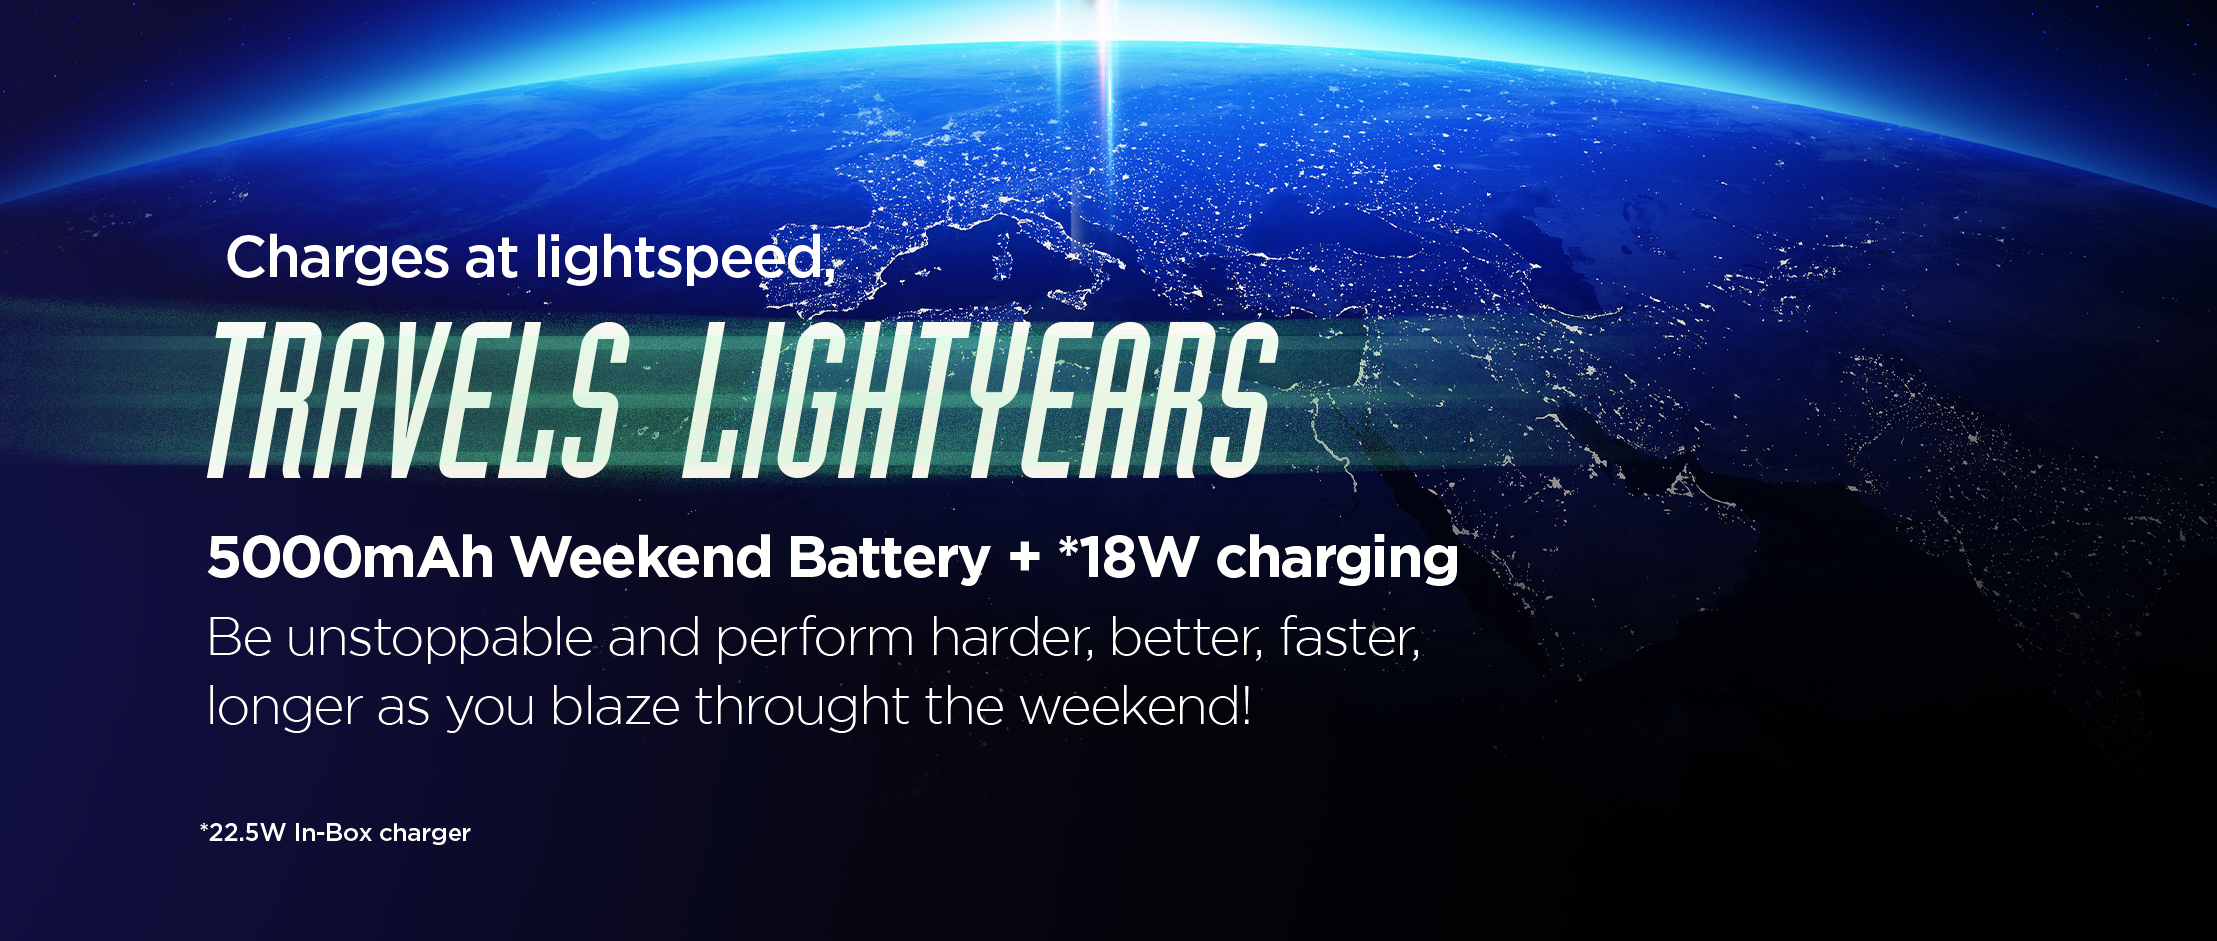 Charges at lightspeed,
TRAVELS LIGHTYEARS
5000mAh Weekend Battery + *18W charging
Be unstoppable and perform harder, better, faster,
longer as you blaze throught the weekend!
*22.5W In-Box charger